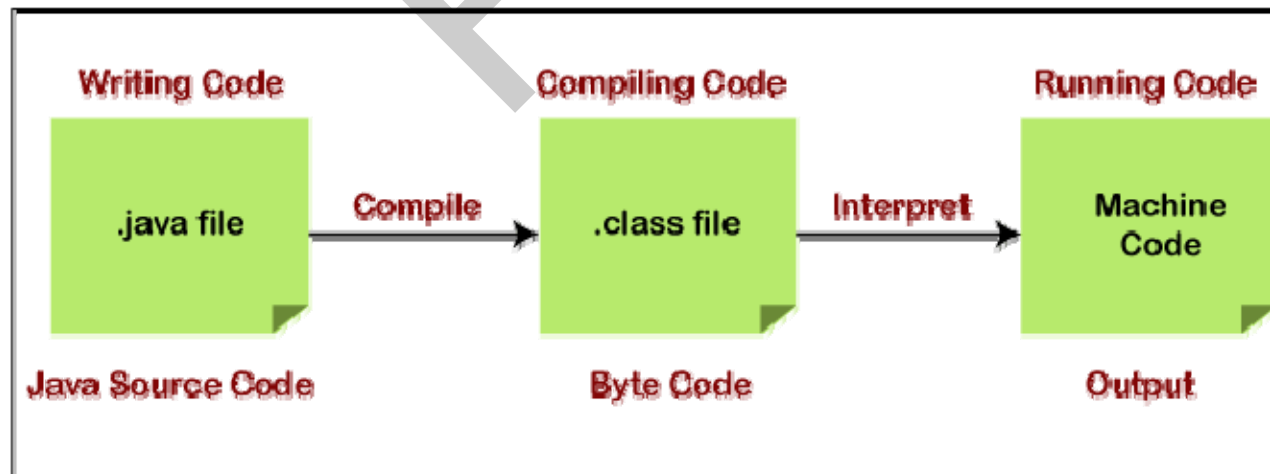 Writing Code
Compiling Code
Running Code
.java file
Compile
.class file
Interpret
Machine
Code
Java Source Code
Byte Code
Output